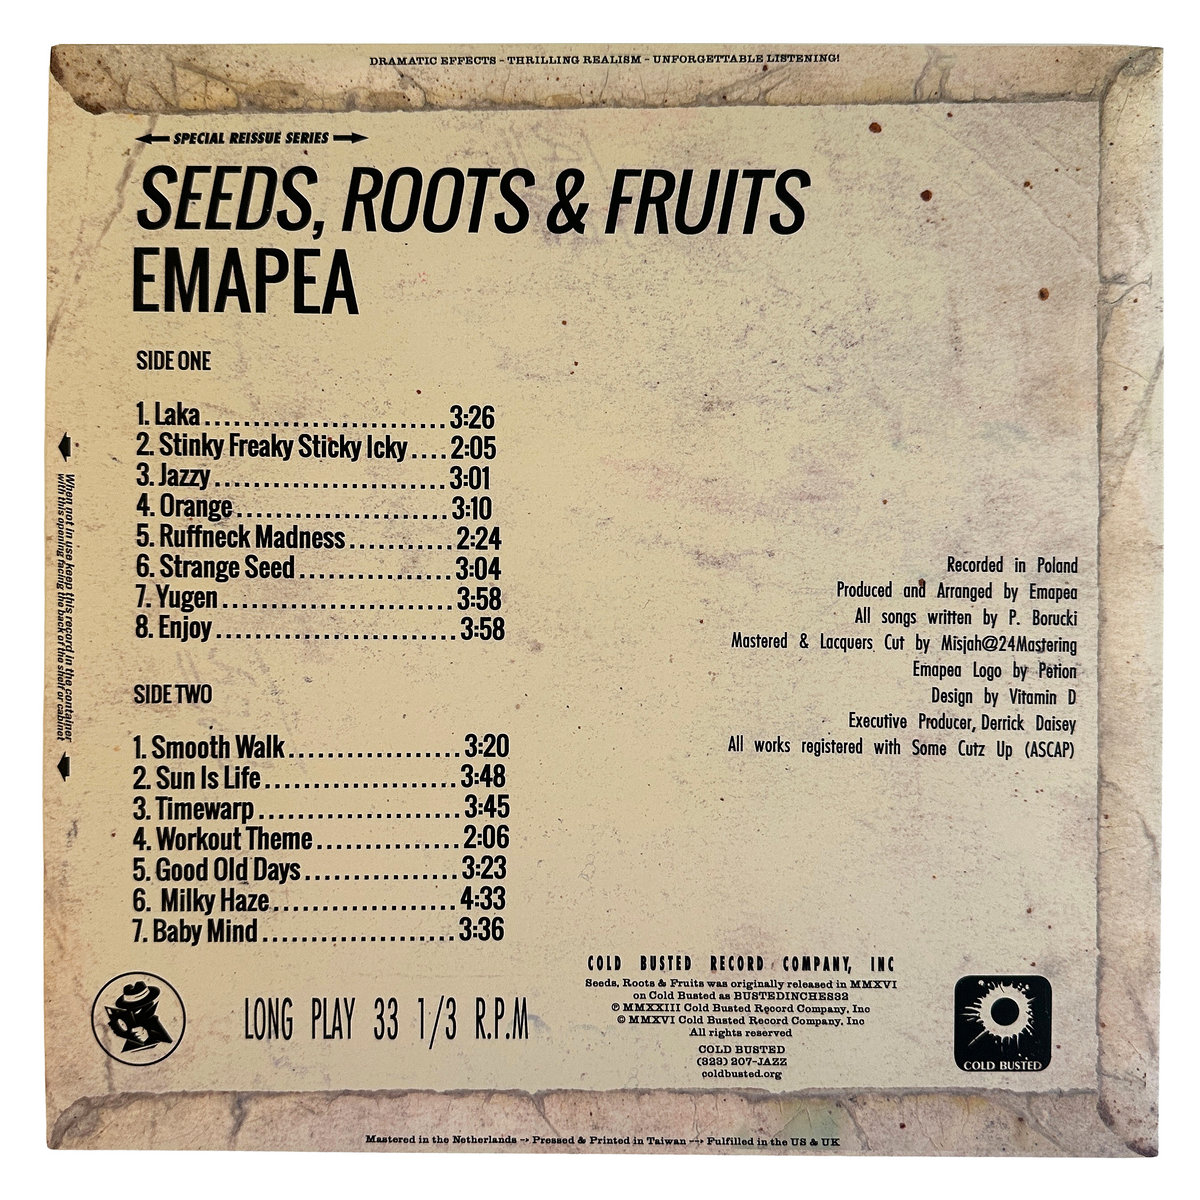 DRAMATIC EFFECTS - THRILLING REALISM - UNFORGETTABLE LISTENING!
SPECIAL REISSUE SERIES
SEEDS, ROOTS & FRUITS
EMAPEA
SIDE ONE
1. Laka........................3:26
2. Stinky Freaky Sticky Icky....2:05
3. Jazzy.......................3:01
4. Orange.....................3:10
5. Ruffneck Madness..........2:24
6. Strange Seed...............3:04
7. Yugen.......................3:58
8. Enjoy........................3:58
SIDE TWO
1. Smooth Walk.................3:20
2. Sun Is Life...................3:48
3. Timewarp....................3:45
4. Workout Theme..............2:06
5. Good Old Days...............3:23
6. Milky Haze..................4:33
7. Baby Mind...................3:36
When not in use keep this record in the container
with this opening facing the back of the shelf or cabinet
Recorded in Poland
Produced and Arranged by Emapea
All songs written by P. Borucki
Mastered & Lacquers Cut by Misjah@24Mastering
Emapea Logo by Petion
Design by Vitamin D
Executive Producer, Derrick Daisey
All works registered with Some Cutz Up (ASCAP)
LONG PLAY 33 1/3 R.P.M
COLD BUSTED RECORD COMPANY, INC
Seeds, Roots & Fruits was originally released in MMXVI
on Cold Busted as BUSTEDINCHES32
℗ MMXXIII Cold Busted Record Company, Inc
© MMXVI Cold Busted Record Company, Inc
All rights reserved
COLD BUSTED
(323) 207-JAZZ
coldbusted.org
COLD BUSTED
Mastered in the Netherlands --> Pressed & Printed in Taiwan --> Fulfilled in the US & UK